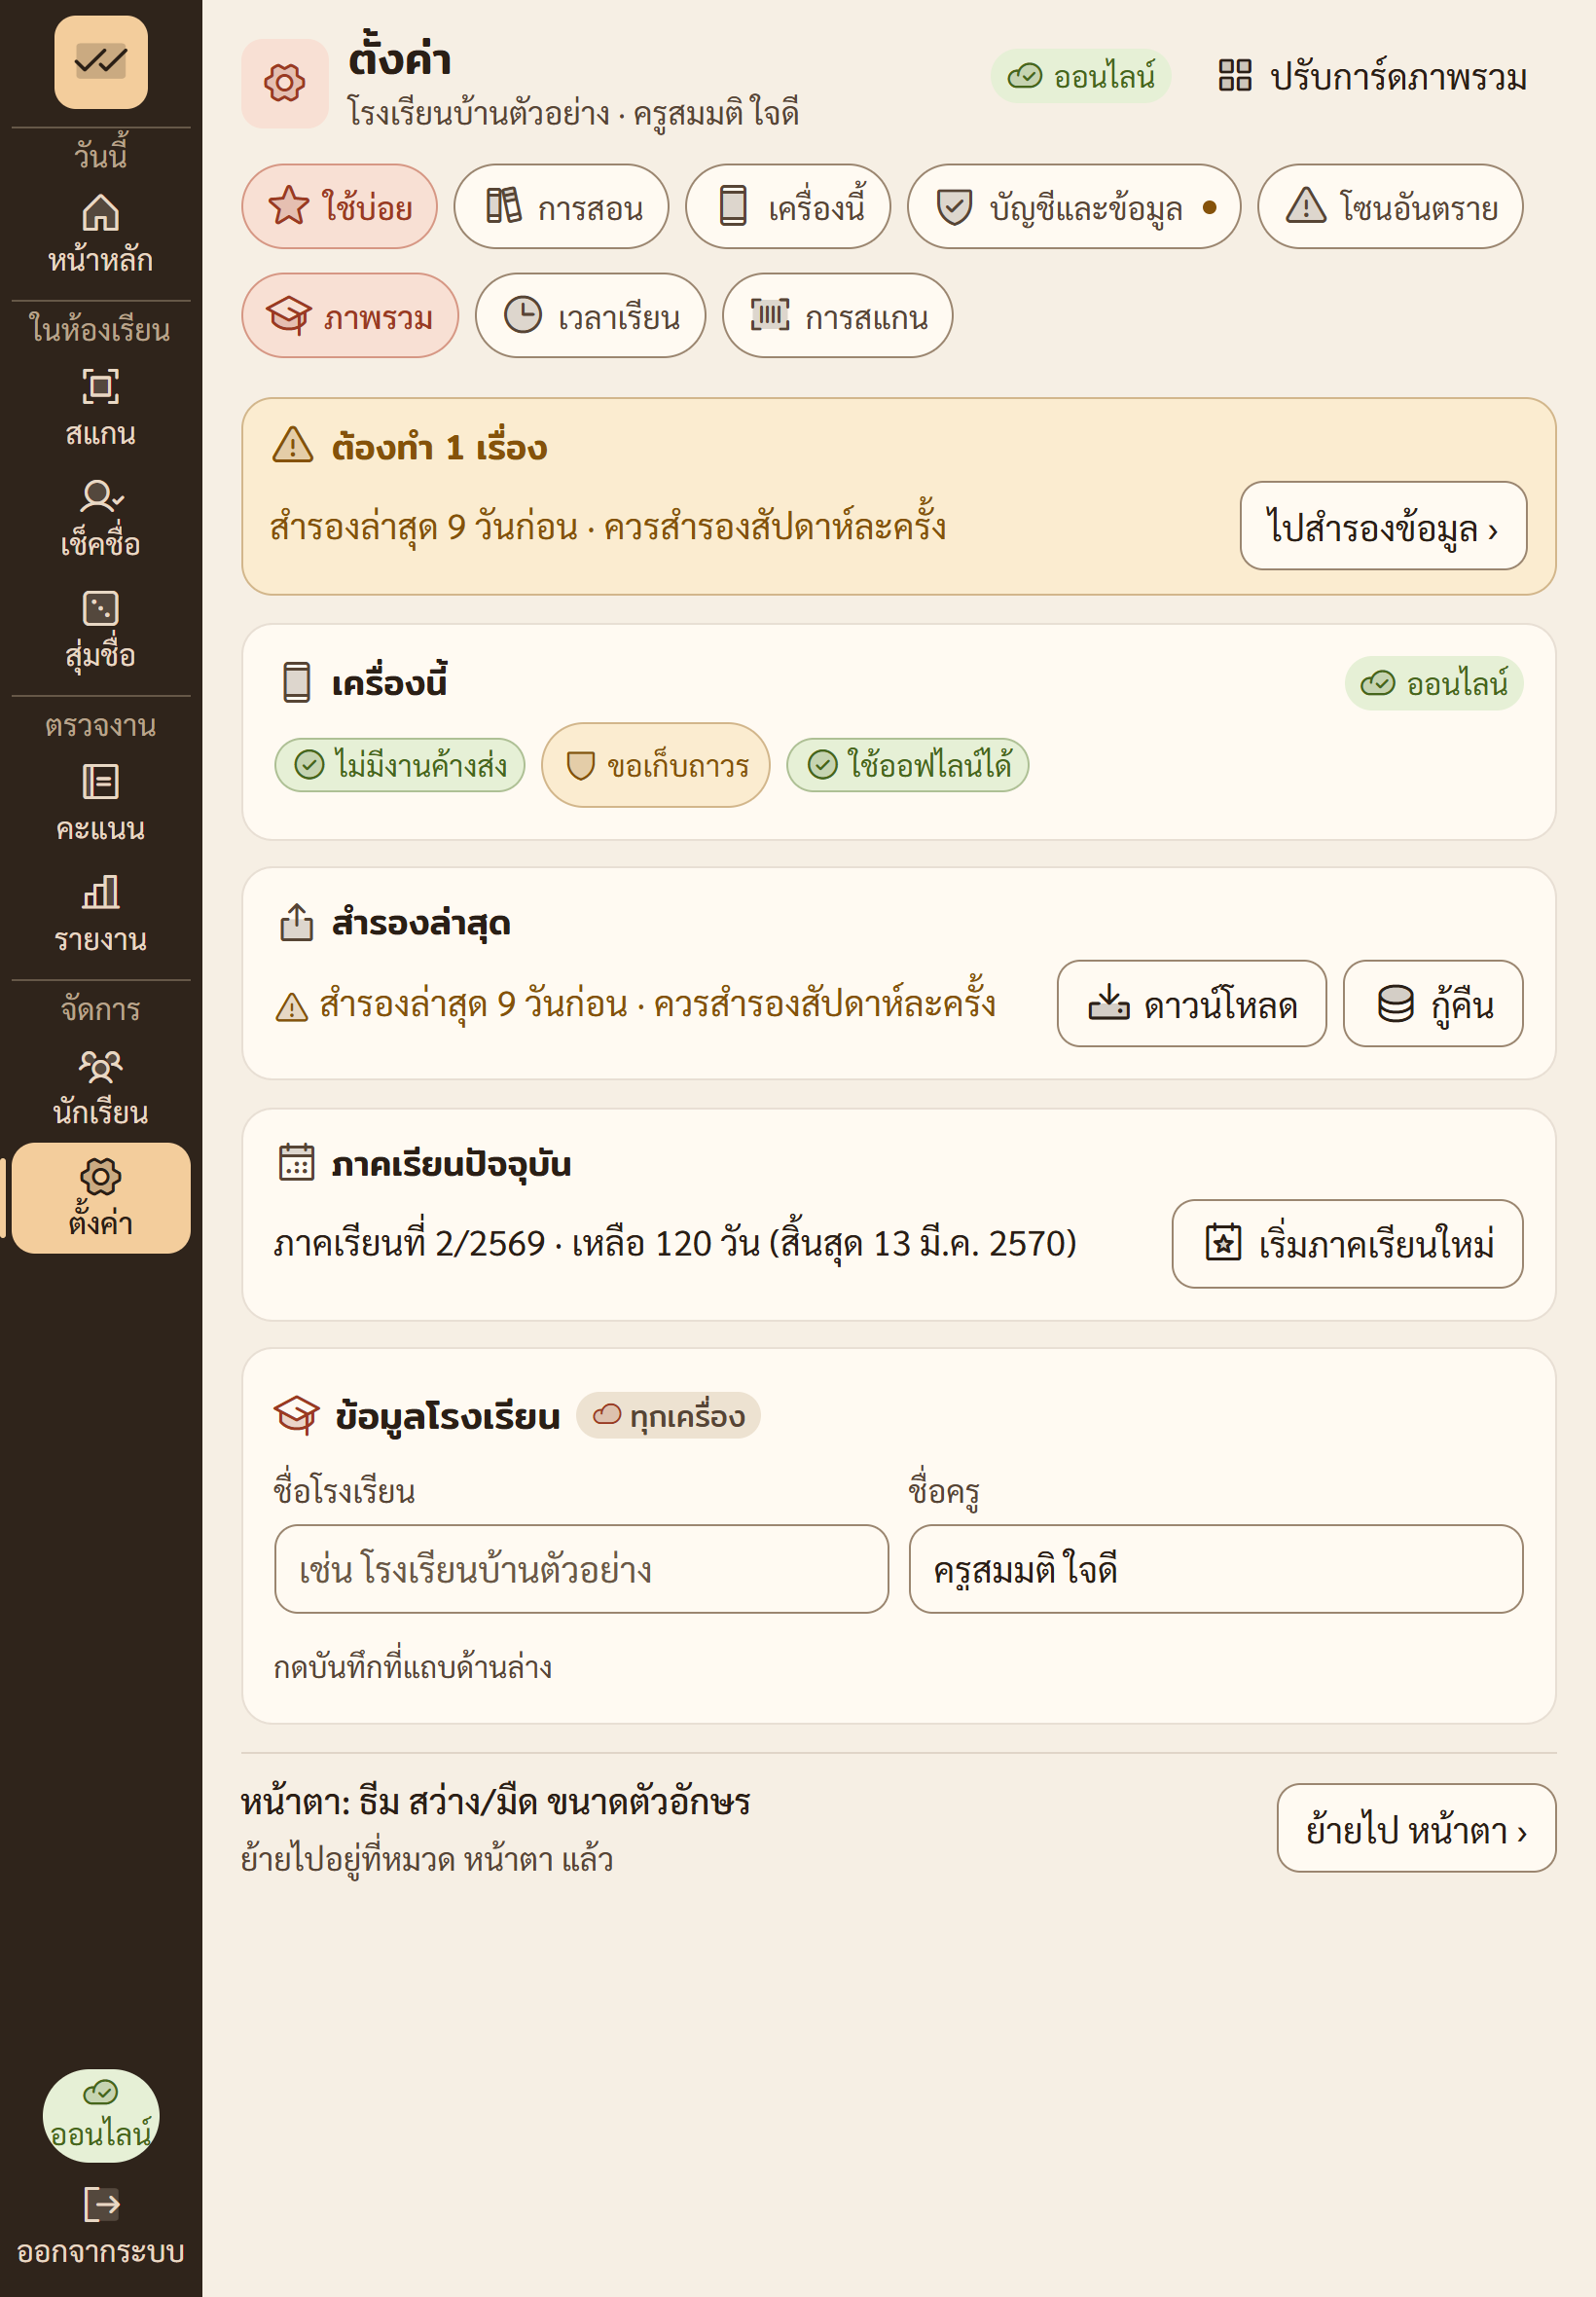 วันนี้
หน้าหลัก
ในห้องเรียน
สแกน
เช็คชื่อ
สุ่มชื่อ
ตรวจงาน
คะแนน
รายงาน
จัดการ
นักเรียน
ตั้งค่า
ออนไลน์
ออกจากระบบ
ตั้งค่า
โรงเรียนบ้านตัวอย่าง · ครูสมมติ ใจดี
ออนไลน์
ปรับการ์ดภาพรวม
ใช้บ่อย
การสอน
เครื่องนี้
บัญชีและข้อมูล
โซนอันตราย
ภาพรวม
เวลาเรียน
การสแกน
ต้องทำ 1 เรื่อง
สำรองล่าสุด 9 วันก่อน · ควรสำรองสัปดาห์ละครั้ง
ไปสำรองข้อมูล ›
เครื่องนี้
ออนไลน์
ไม่มีงานค้างส่ง
ขอเก็บถาวร
ใช้ออฟไลน์ได้
สำรองล่าสุด
สำรองล่าสุด 9 วันก่อน · ควรสำรองสัปดาห์ละครั้ง
ดาวน์โหลด
กู้คืน
ภาคเรียนปัจจุบัน
ภาคเรียนที่ 2/2569 · เหลือ 120 วัน (สิ้นสุด 13 มี.ค. 2570)
เริ่มภาคเรียนใหม่
ข้อมูลโรงเรียน
ทุกเครื่อง
ชื่อโรงเรียน
ชื่อครู
เช่น โรงเรียนบ้านตัวอย่าง
ครูสมมติ ใจดี
กดบันทึกที่แถบด้านล่าง
หน้าตา: ธีม สว่าง/มืด ขนาดตัวอักษร
ย้ายไปอยู่ที่หมวด หน้าตา แล้ว
ย้ายไป หน้าตา ›